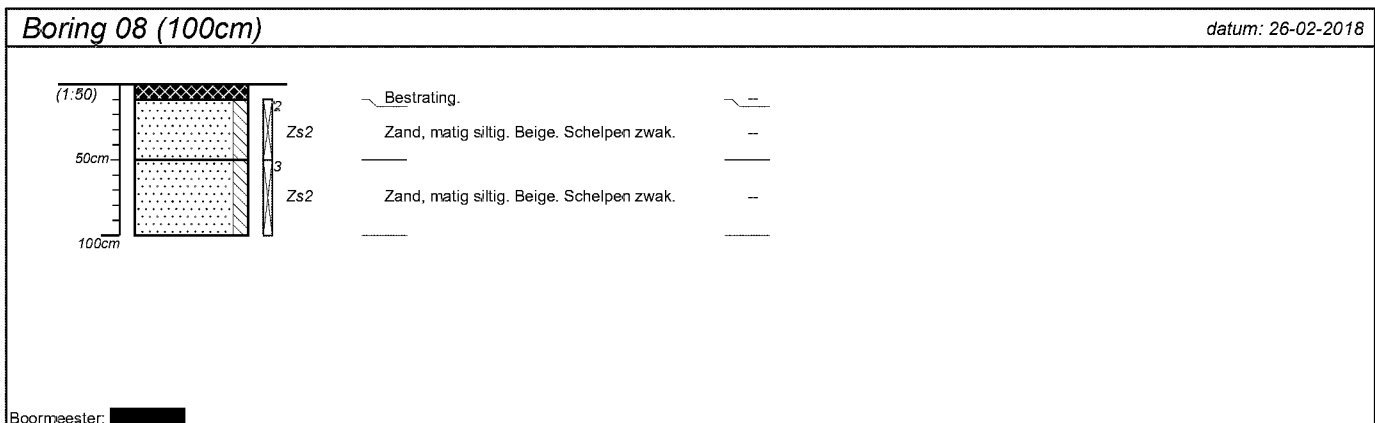 Boring 08 (100cm)
datum: 26-02-2018
(1:50)
Bestrating.
--
2
Zs2
Zand, matig siltig. Beige. Schelpen zwak.
--
50cm
3
Zs2
Zand, matig siltig. Beige. Schelpen zwak.
--
100cm
Boormeester: